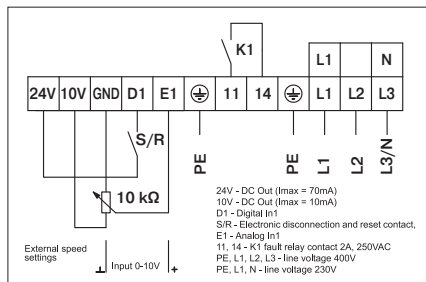 K1
L1 N
24V 10V GND D1 E1 11 14 L1 L2 L3
S/R
PE PE L1 L2 L3/N
10 kΩ
24V - DC Out (Imax = 70mA)
10V - DC Out (Imax = 10mA)
D1 - Digital In1
S/R - Electronic disconnection and reset contact,
E1 - Analog In1
11, 14 - K1 fault relay contact 2A, 250VAC
PE, L1, L2, L3 - line voltage 400V
PE, L1, N - line voltage 230V
External speed
settings
Input 0-10V +